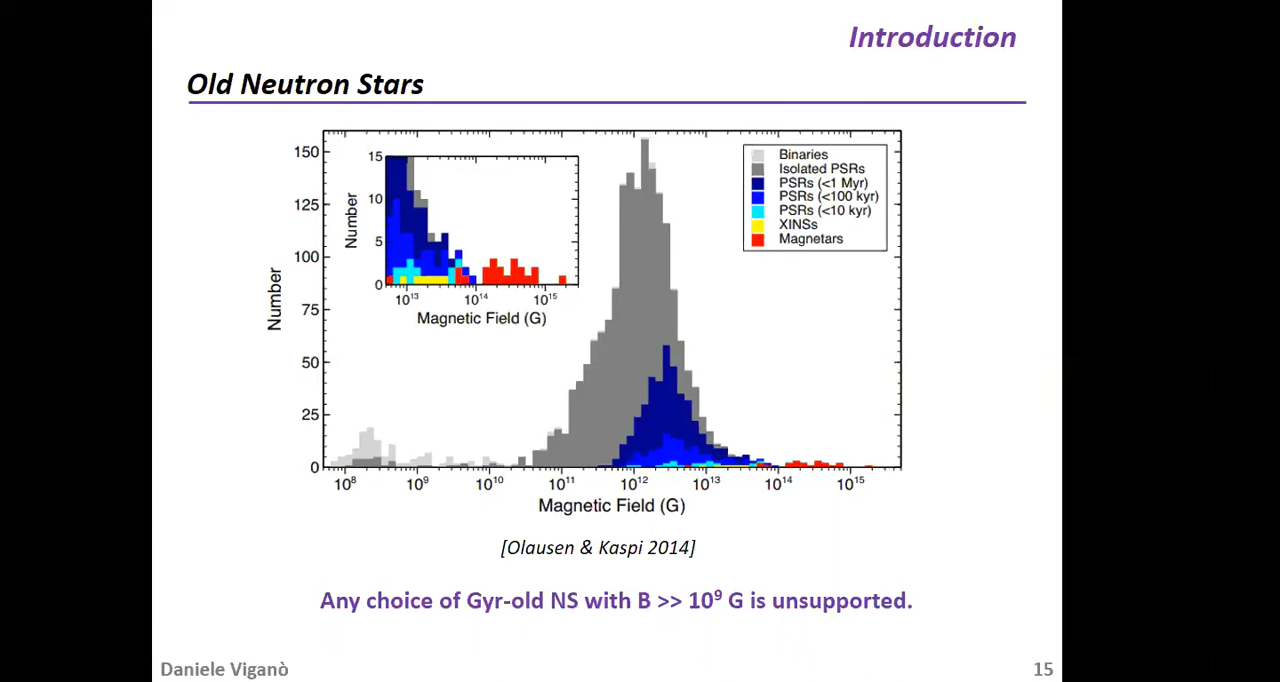 Introduction
Old Neutron Stars
150
125
100
75
50
25
0
Number
10⁸
10⁹
10¹⁰
10¹¹
10¹²
10¹³
10¹⁴
10¹⁵
Magnetic Field (G)
15
10
5
0
Number
10¹³
10¹⁴
10¹⁵
Magnetic Field (G)
Binaries
Isolated PSRs
PSRs (<1 Myr)
PSRs (<100 kyr)
PSRs (<10 kyr)
XINSs
Magnetars
[Olausen & Kaspi 2014]
Any choice of Gyr-old NS with B >> 10⁹ G is unsupported.
Daniele Viganò
15